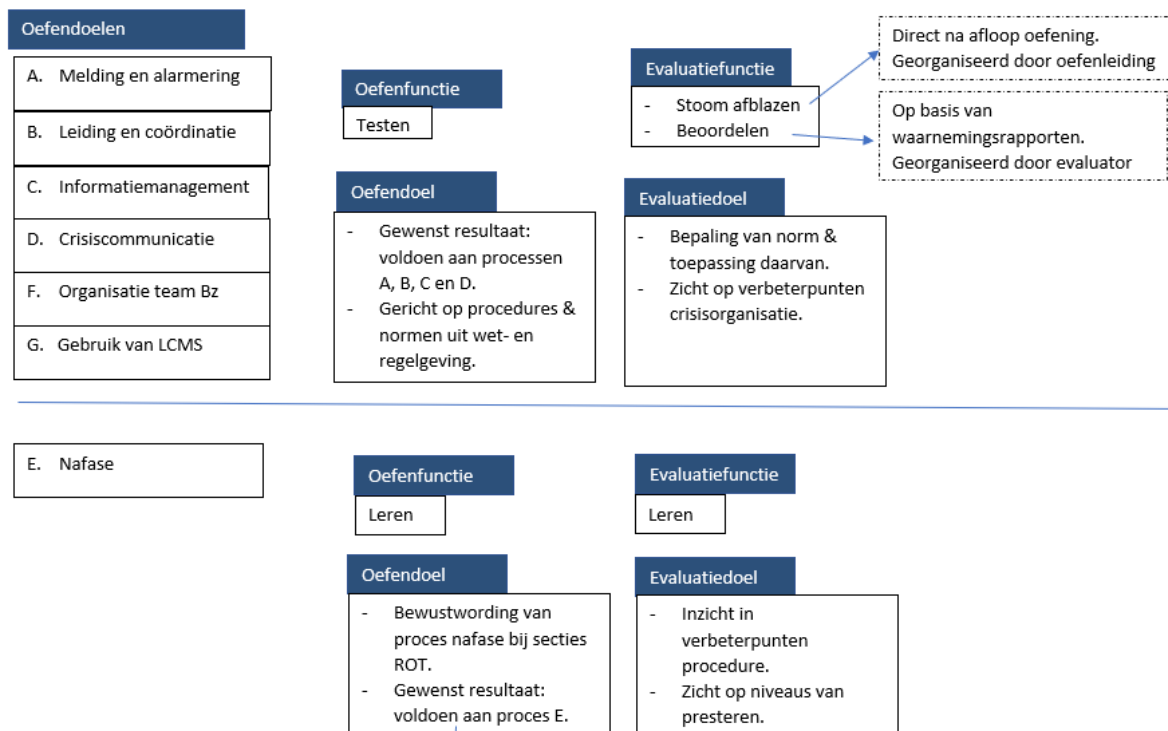 Oefendoelen
A. Melding en alarmering
B. Leiding en coördinatie
C. Informatiemanagement
D. Crisiscommunicatie
F. Organisatie team Bz
G. Gebruik van LCMS
Oefenfunctie
Testen
Oefendoel
- Gewenst resultaat:
voldoen aan processen
A, B, C en D.
- Gericht op procedures &
normen uit wet- en
regelgeving.
Evaluatiefunctie
- Stoom afblazen
- Beoordelen
Direct na afloop oefening.
Georganiseerd door oefenleiding
Op basis van
waarnemingsrapporten.
Georganiseerd door evaluator
Evaluatiedoel
- Bepaling van norm &
toepassing daarvan.
- Zicht op verbeterpunten
crisisorganisatie.
E. Nafase
Oefenfunctie
Leren
Oefendoel
- Bewustwording van
proces nafase bij secties
ROT.
- Gewenst resultaat:
voldoen aan proces E.
Evaluatiefunctie
Leren
Evaluatiedoel
- Inzicht in
verbeterpunten
procedure.
- Zicht op niveaus van
presteren.